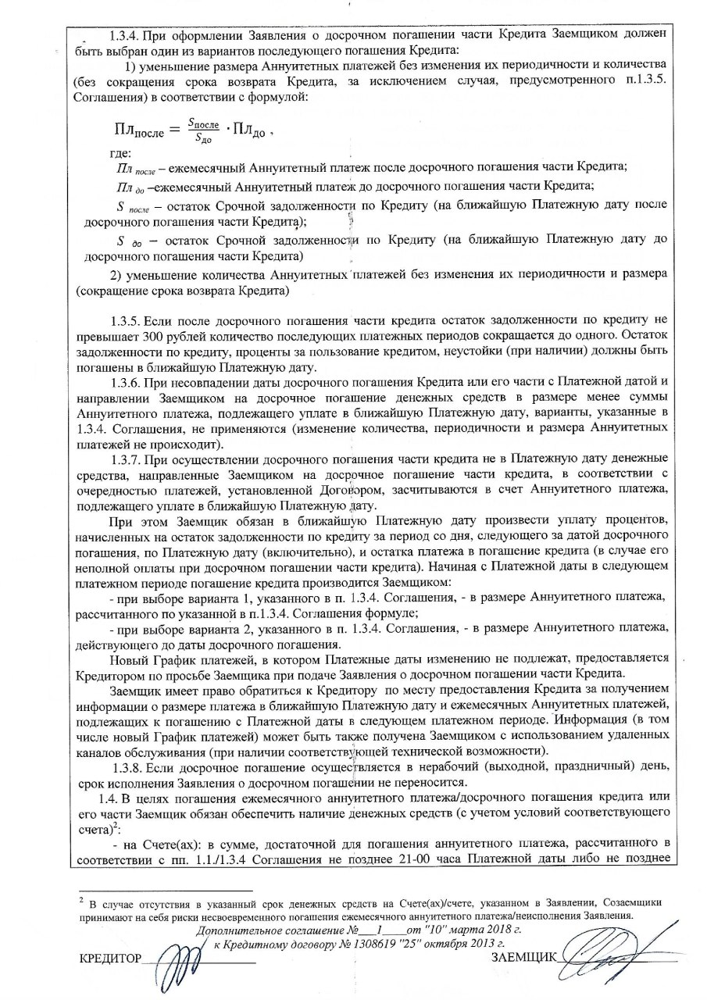 1.3.4. При оформлении Заявления о досрочном погашении части Кредита Заемщиком должен
быть выбран один из вариантов последующего погашения Кредита:
1) уменьшение размера Аннуитетных платежей без изменения их периодичности и количества
(без сокращения срока возврата Кредита, за исключением случая, предусмотренного п.1.3.5.
Соглашения) в соответствии с формулой:
Пл после = S после / S до · Пл до ,
где:
Пл после – ежемесячный Аннуитетный платеж после досрочного погашения части Кредита;
Пл до –ежемесячный Аннуитетный платеж до досрочного погашения части Кредита;
S после – остаток Срочной задолженности по Кредиту (на ближайшую Платежную дату после
досрочного погашения части Кредита);
S до – остаток Срочной задолженности по Кредиту (на ближайшую Платежную дату до
досрочного погашения части Кредита)
2) уменьшение количества Аннуитетных платежей без изменения их периодичности и размера
(сокращение срока возврата Кредита)
1.3.5. Если после досрочного погашения части кредита остаток задолженности по кредиту не
превышает 300 рублей количество последующих платежных периодов сокращается до одного. Остаток
задолженности по кредиту, проценты за пользование кредитом, неустойки (при наличии) должны быть
погашены в ближайшую Платежную дату.
1.3.6. При несовпадении даты досрочного погашения Кредита или его части с Платежной датой и
направлении Заемщиком на досрочное погашение денежных средств в размере менее суммы
Аннуитетного платежа, подлежащего уплате в ближайшую Платежную дату, варианты, указанные в
1.3.4. Соглашения, не применяются (изменение количества, периодичности и размера Аннуитетных
платежей не происходит).
1.3.7. При осуществлении досрочного погашения части кредита не в Платежную дату денежные
средства, направленные Заемщиком на досрочное погашение части кредита, в соответствии с
очередностью платежей, установленной Договором, засчитываются в счет Аннуитетного платежа,
подлежащего уплате в ближайшую Платежную дату.
При этом Заемщик обязан в ближайшую Платежную дату произвести уплату процентов,
начисленных на остаток задолженности по кредиту за период со дня, следующего за датой досрочного
погашения, по Платежную дату (включительно), и остатка платежа в погашение кредита (в случае его
неполной оплаты при досрочном погашении части кредита). Начиная с Платежной даты в следующем
платежном периоде погашение кредита производится Заемщиком:
- при выборе варианта 1, указанного в п. 1.3.4. Соглашения, - в размере Аннуитетного платежа,
рассчитанного по указанной в п.1.3.4. Соглашения формуле;
- при выборе варианта 2, указанного в п. 1.3.4. Соглашения, - в размере Аннуитетного платежа,
действующего до даты досрочного погашения.
Новый График платежей, в котором Платежные даты изменению не подлежат, предоставляется
Кредитором по просьбе Заемщика при подаче Заявления о досрочном погашении части Кредита.
Заемщик имеет право обратиться к Кредитору по месту предоставления Кредита за получением
информации о размере платежа в ближайшую Платежную дату и ежемесячных Аннуитетных платежей,
подлежащих к погашению с Платежной даты в следующем платежном периоде. Информация (в том
числе новый График платежей) может быть также получена Заемщиком с использованием удаленных
каналов обслуживания (при наличии соответствующей технической возможности).
1.3.8. Если досрочное погашение осуществляется в нерабочий (выходной, праздничный) день,
срок исполнения Заявления о досрочном погашении не переносится.
1.4. В целях погашения ежемесячного аннуитетного платежа/досрочного погашения кредита или
его части Заемщик обязан обеспечить наличие денежных средств (с учетом условий соответствующего
счета)²:
- на Счете(ах): в сумме, достаточной для погашения аннуитетного платежа, рассчитанного в
соответствии с пп. 1.1./1.3.4 Соглашения не позднее 21-00 часа Платежной даты либо не позднее
² В случае отсутствия в указанный срок денежных средств на Счете(ах)/счете, указанном в Заявлении, Созаемщики
принимают на себя риски несвоевременного погашения ежемесячного аннуитетного платежа/неисполнения Заявления.
Дополнительное соглашение №___1____от "10" марта 2018 г.
к Кредитному договору № 1308619 "25" октября 2013 г.
КРЕДИТОР ЗАЕМЩИК